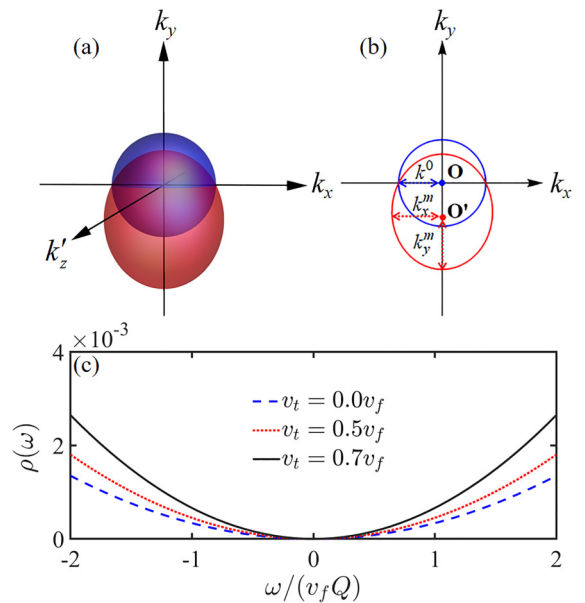 (a)
k_y
k_x
k'_z
(b)
k_y
k^0
O
k_x
k_x^m
O'
k_y^m
×10^-3
(c)
4
2
0
ρ(ω)
v_t = 0.0v_f
v_t = 0.5v_f
v_t = 0.7v_f
-2
-1
0
1
2
ω/(v_f Q)